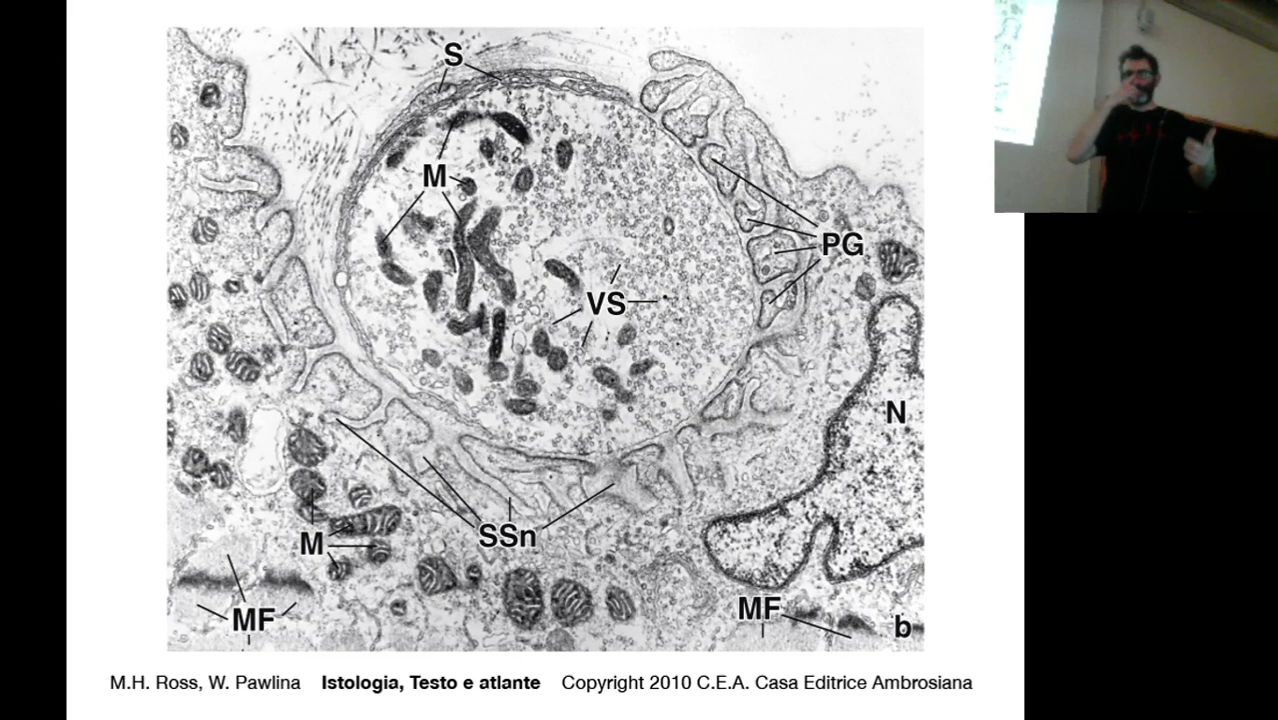 S
M
PG
VS
N
SSn
M
MF
MF
b
M.H. Ross, W. Pawlina Istologia, Testo e atlante Copyright 2010 C.E.A. Casa Editrice Ambrosiana